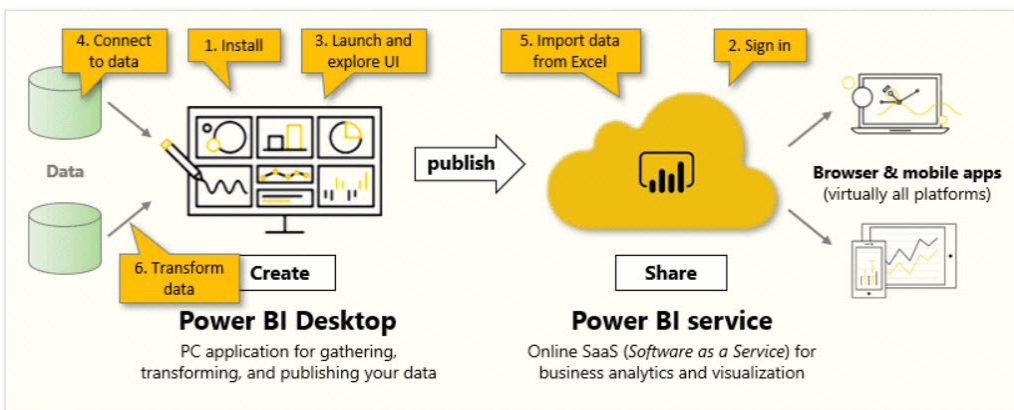 4. Connect
to data
1. Install
3. Launch and
explore UI
5. Import data
from Excel
2. Sign in
Data
publish
Browser & mobile apps
(virtually all platforms)
6. Transform
data
Create
Share
Power BI Desktop
PC application for gathering,
transforming, and publishing your data
Power BI service
Online SaaS (Software as a Service) for
business analytics and visualization